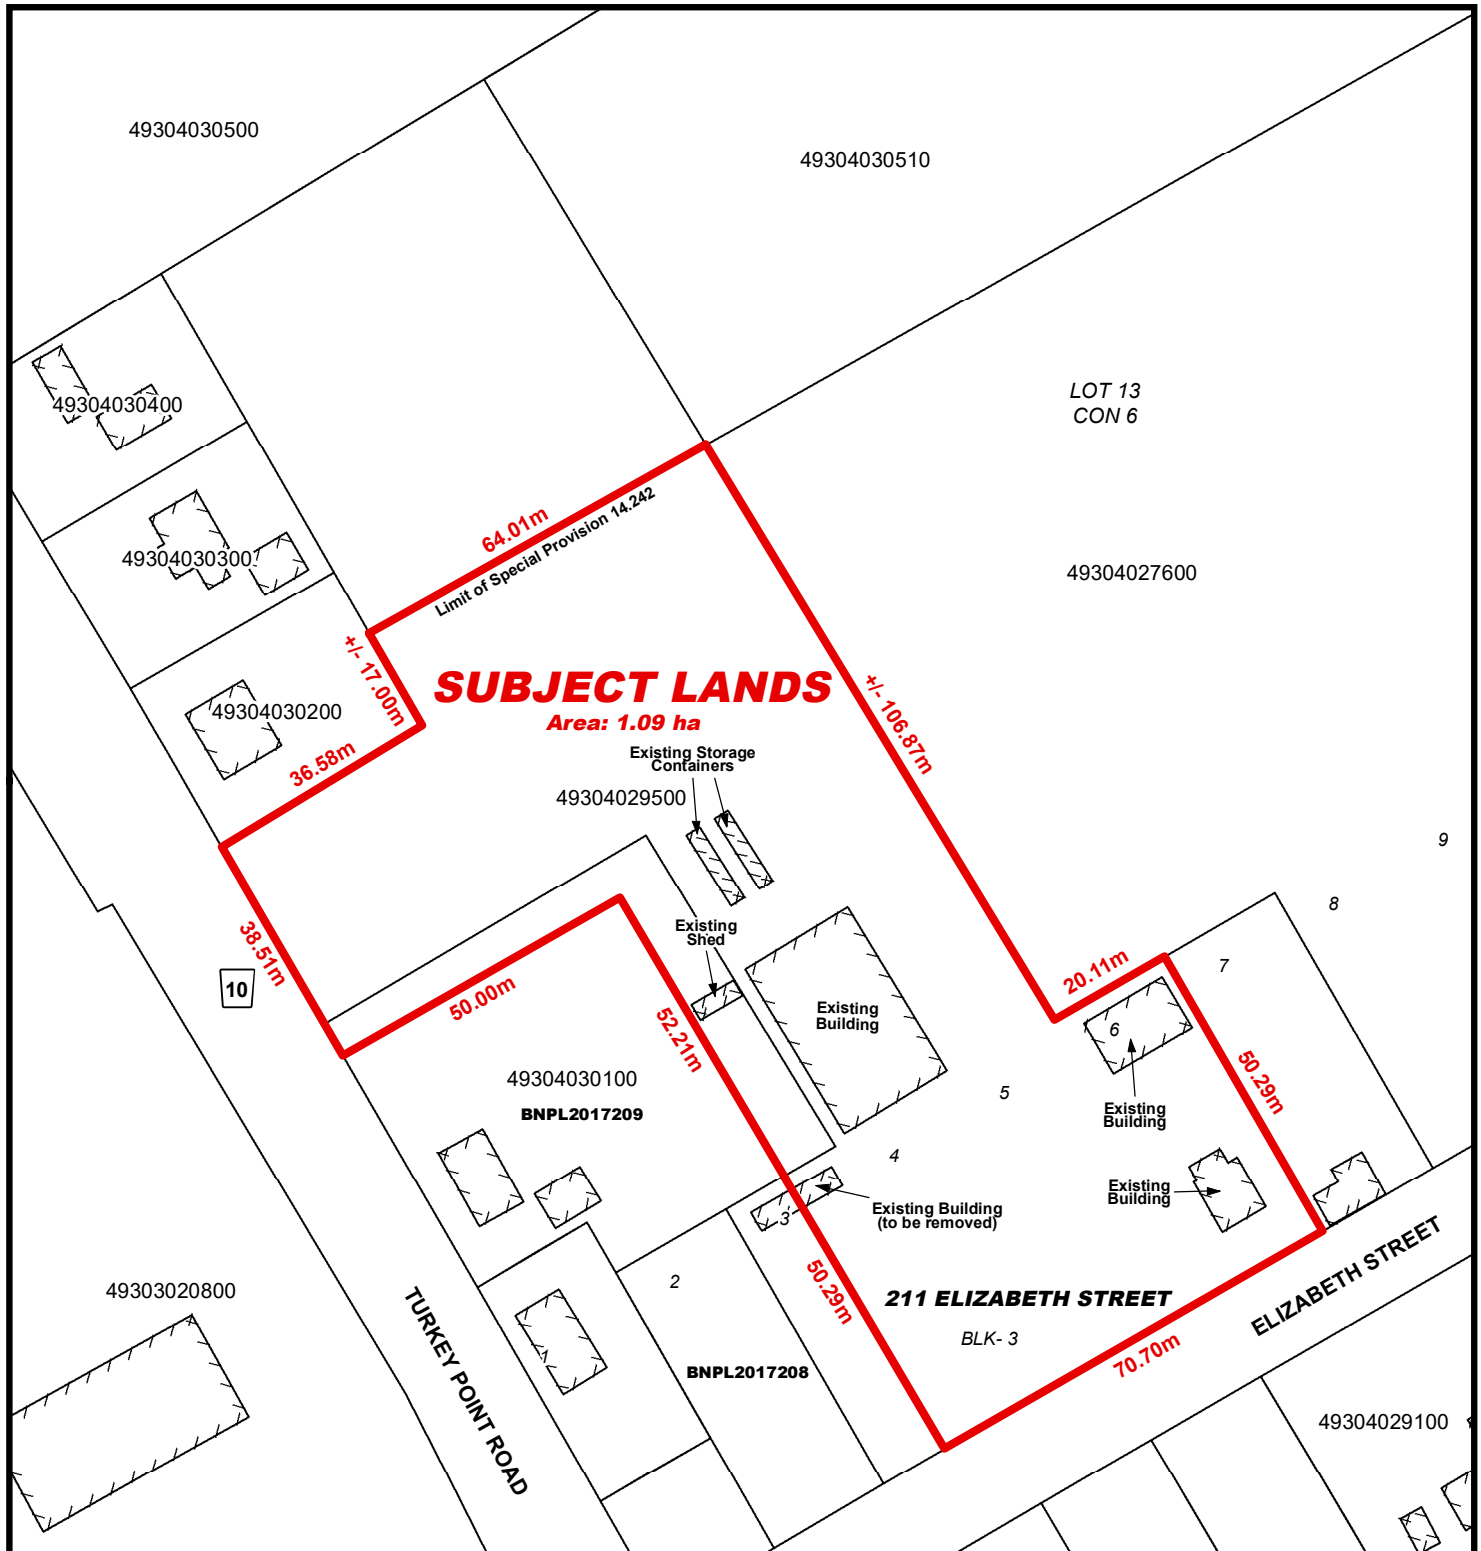 49304030500
49304030510
LOT 13
CON 6
49304030400
49304030300
49304027600
64.01m
Limit of Special Provision 14.242
+/- 17.00m
49304030200
36.58m
SUBJECT LANDS
Area: 1.09 ha
+/- 106.87m
Existing Storage
Containers
49304029500
9
8
7
38.51m
10
50.00m
Existing
Shed
52.21m
Existing
Building
20.11m
6
50.29m
49304030100
BNPL2017209
5
Existing
Building
4
Existing
Building
3
Existing Building
(to be removed)
2
50.29m
211 ELIZABETH STREET
BLK- 3
70.70m
ELIZABETH STREET
49303020800
TURKEY POINT ROAD
1
BNPL2017208
49304029100